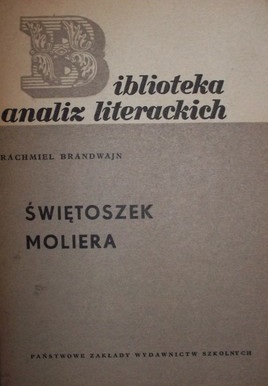 Biblioteka
analiz literackich
RACHMIEL BRANDWAJN
ŚWIĘTOSZEK
MOLIERA
PAŃSTWOWE ZAKŁADY WYDAWNICTW SZKOLNYCH